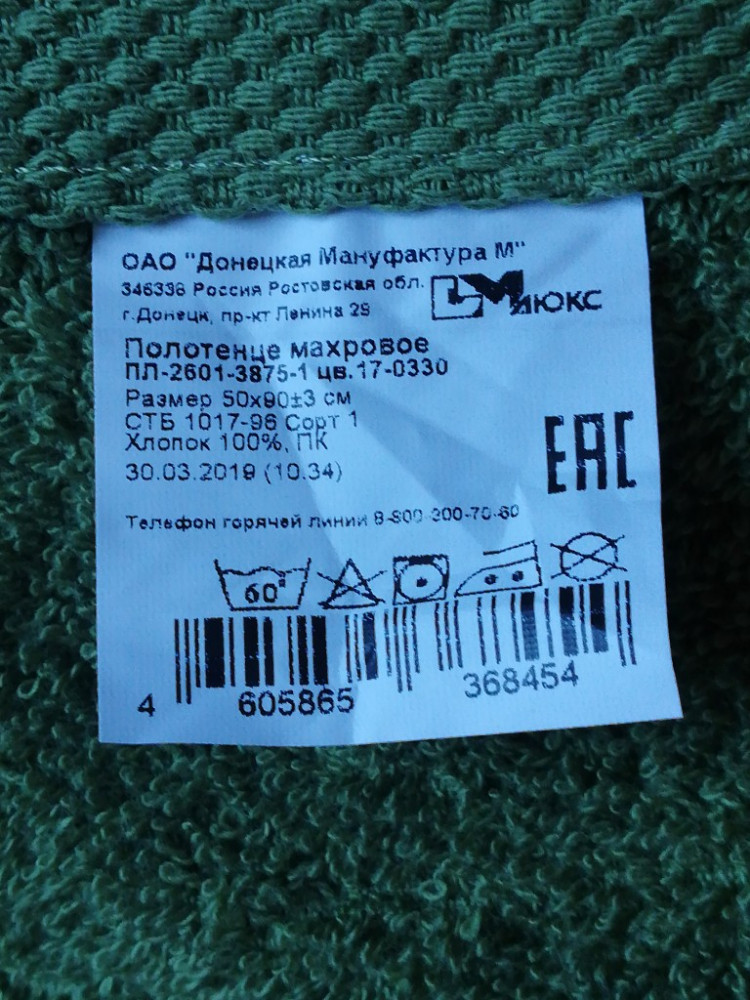 ОАО "Донецкая Мануфактура М"
346338 Россия Ростовская обл.
г.Донецк, пр-кт Ленина 29
ДМ Люкс
Полотенце махровое
ПЛ-2601-3875-1 цв.17-0330
Размер 50х90±3 см
СТБ 1017-96 Сорт 1
Хлопок 100%, ПК
30.03.2019 (10.34)
ЕАС
Телефон горячей линии 8-800-200-70-60
60°
4 605865 368454